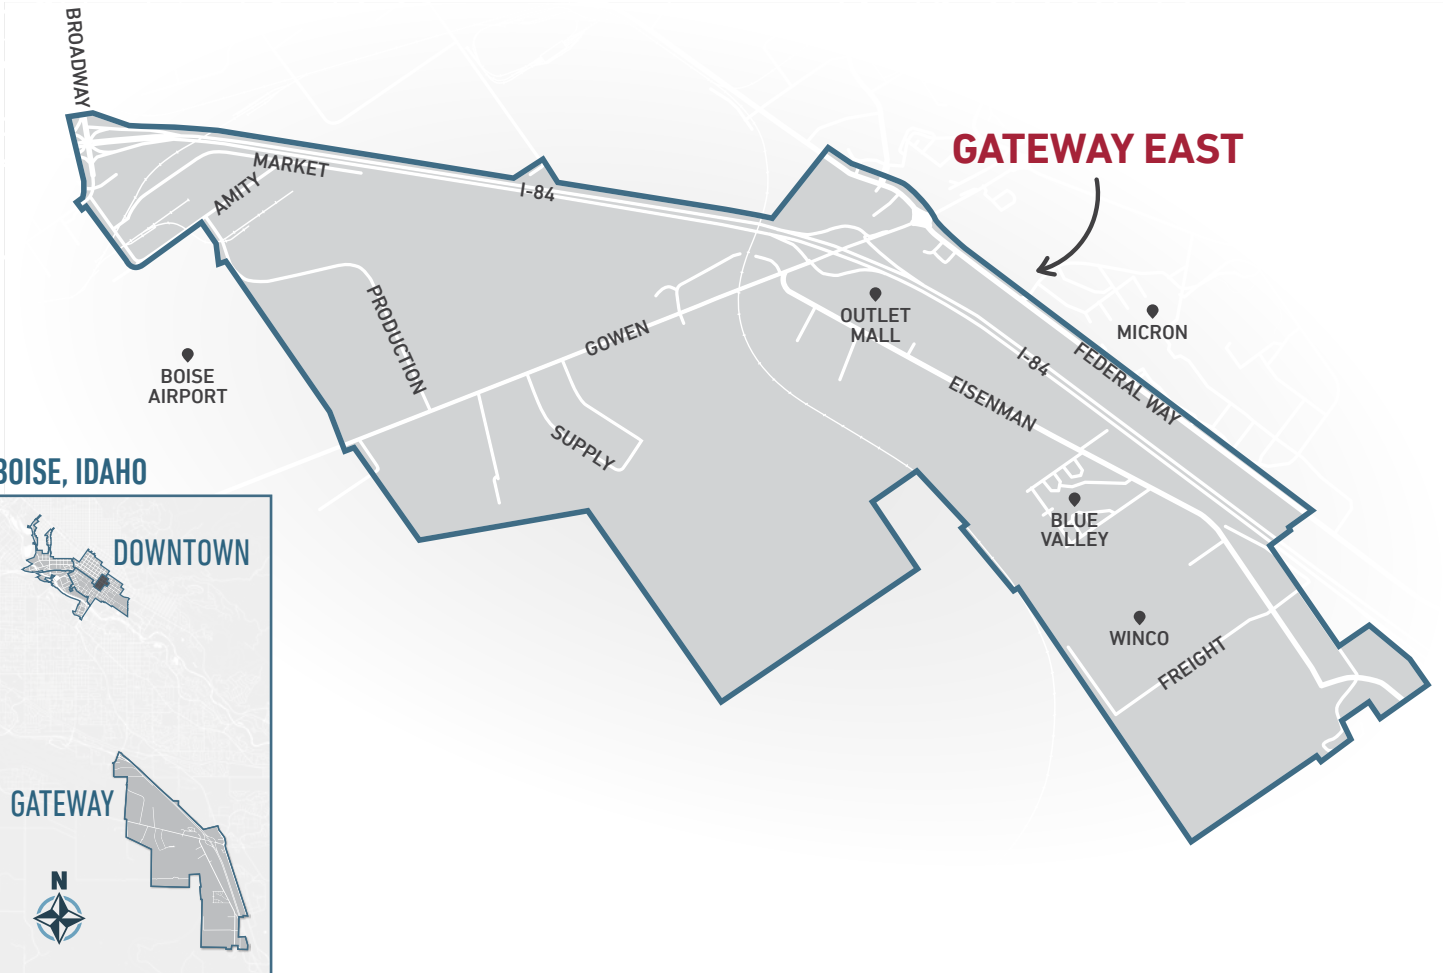 BROADWAY
GATEWAY EAST
MARKET
AMITY
I-84
PRODUCTION
GOWEN
OUTLET
MALL
MICRON
I-84
FEDERAL WAY
BOISE
AIRPORT
EISENMAN
SUPPLY
BLUE
VALLEY
WINCO
FREIGHT
BOISE, IDAHO
DOWNTOWN
GATEWAY
N